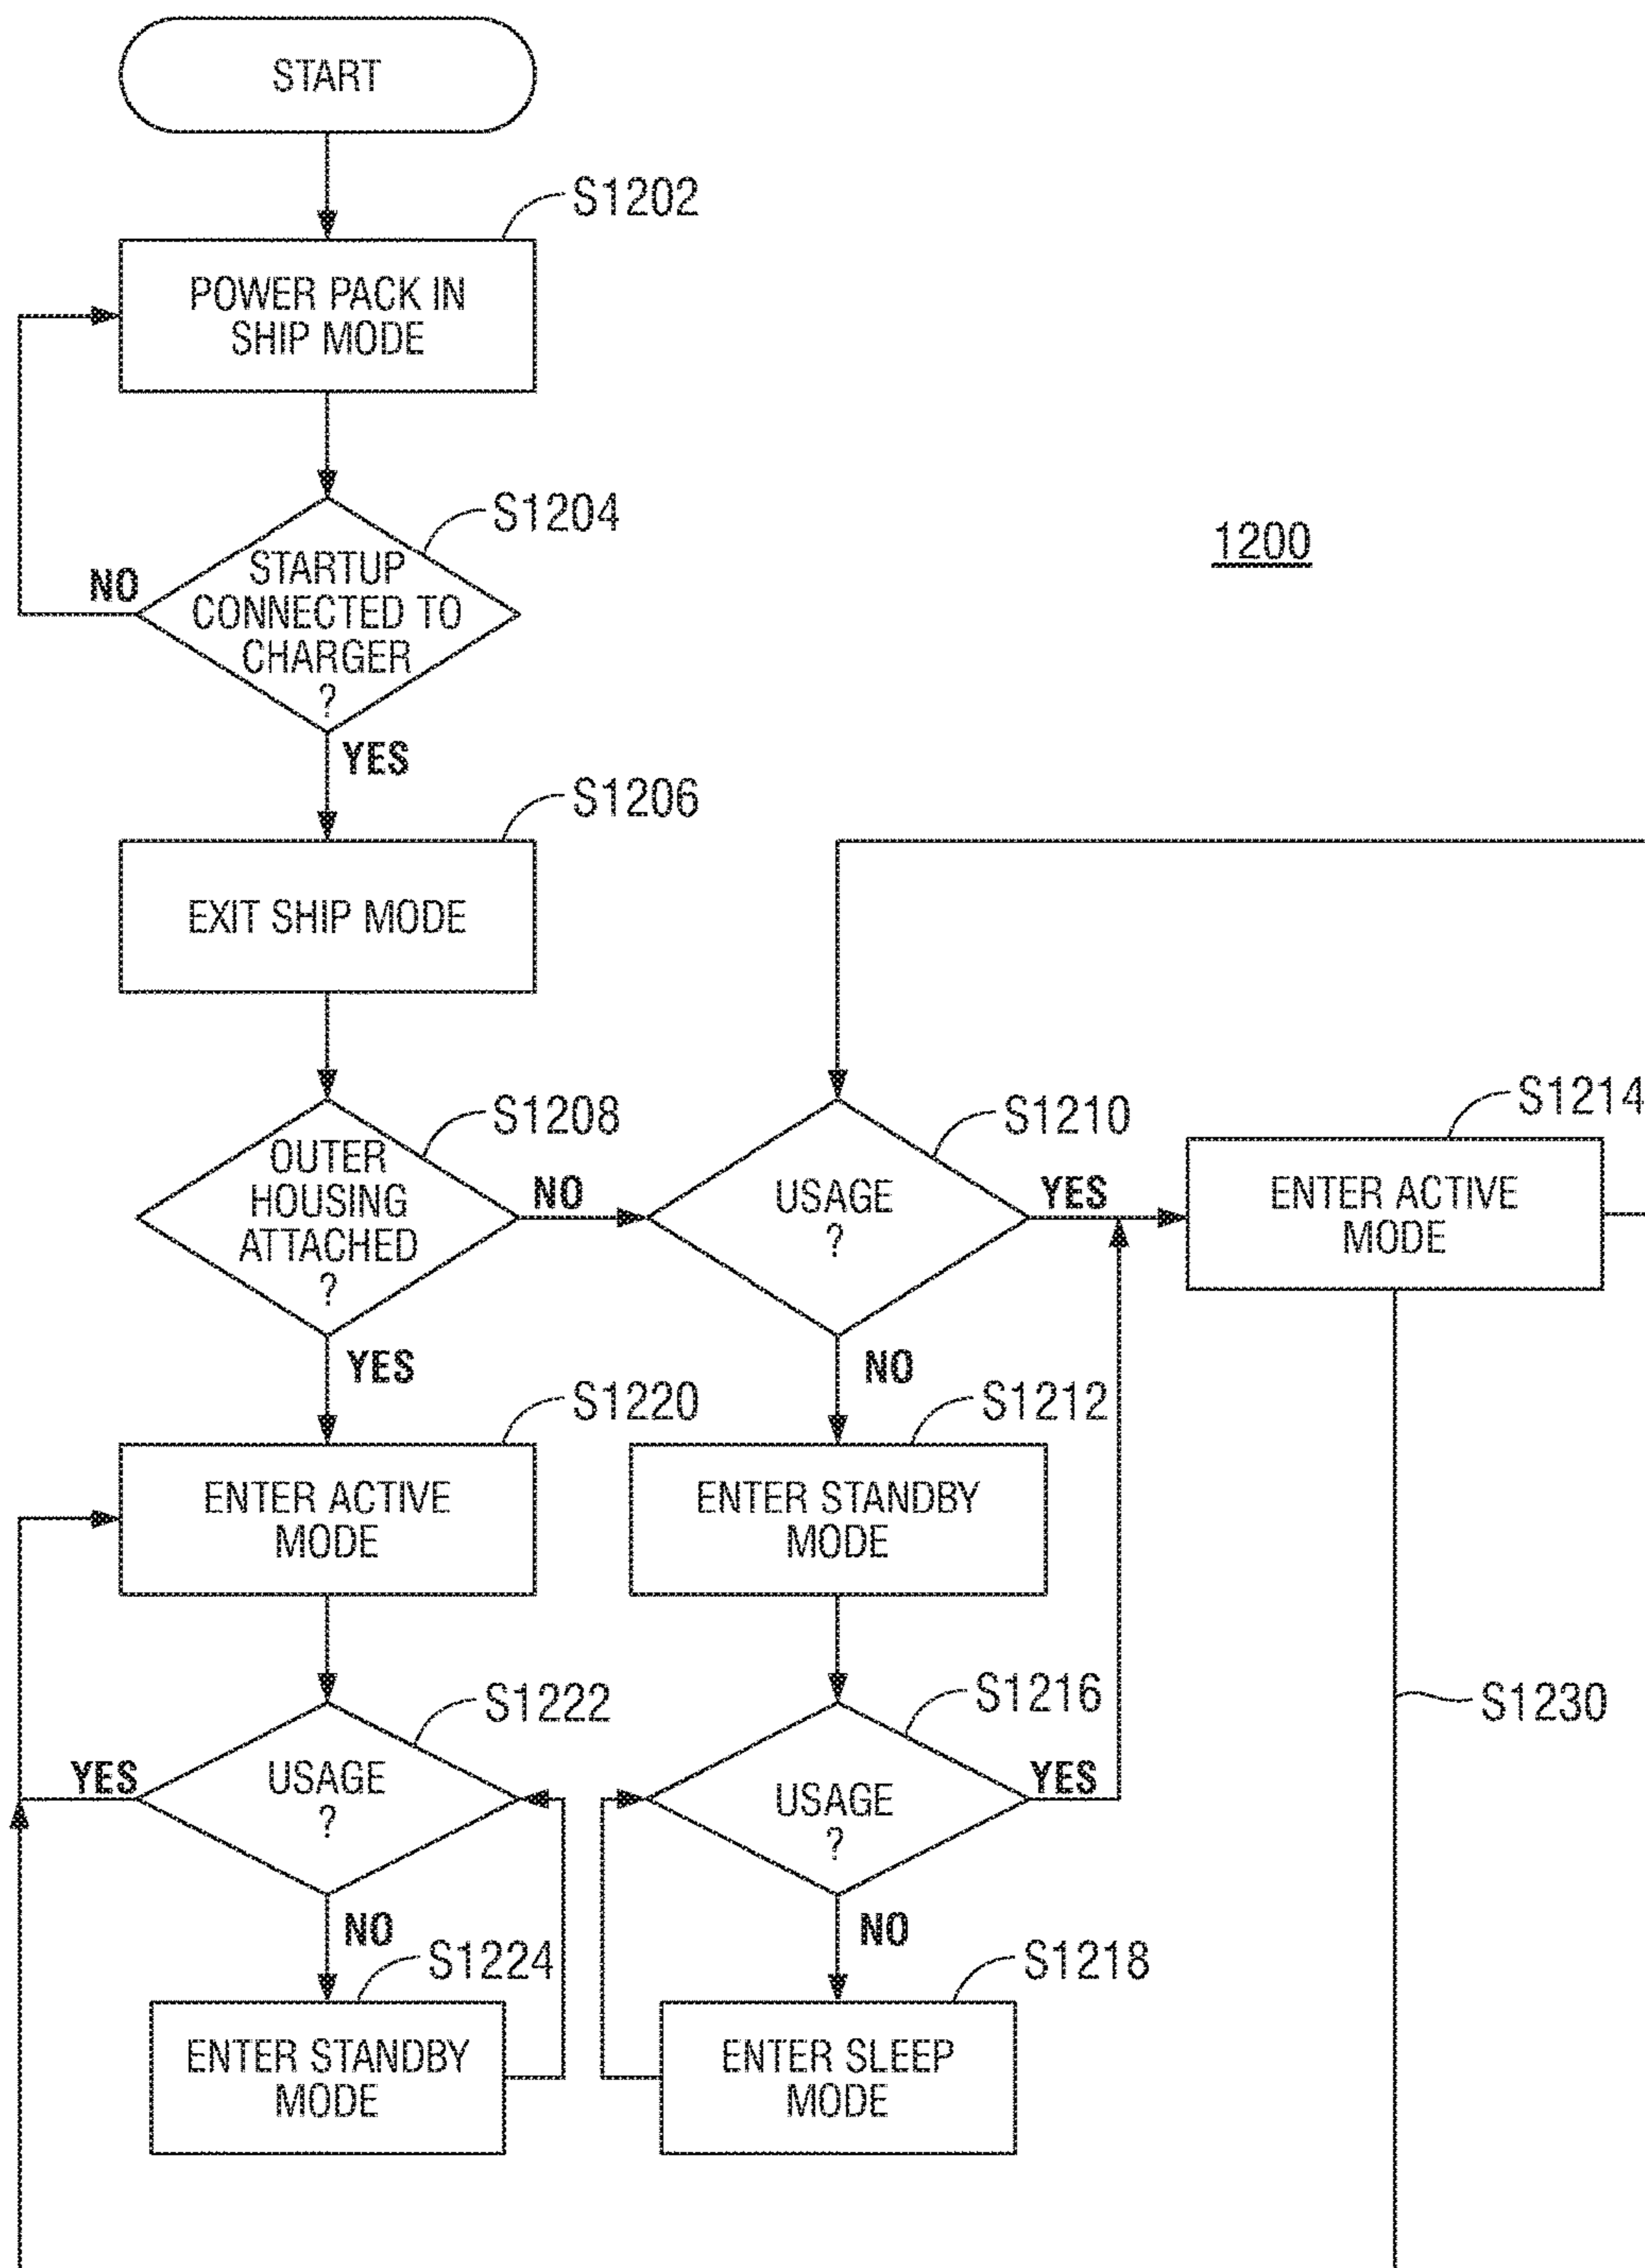 START
S1202
POWER PACK IN
SHIP MODE
S1204
STARTUP
CONNECTED TO
CHARGER
?
NO
YES
1200
S1206
EXIT SHIP MODE
S1208
OUTER
HOUSING
ATTACHED
?
NO
YES
S1210
USAGE
?
YES
NO
S1214
ENTER ACTIVE
MODE
S1220
ENTER ACTIVE
MODE
S1212
ENTER STANDBY
MODE
S1222
USAGE
?
YES
NO
S1216
USAGE
?
YES
NO
S1230
S1224
ENTER STANDBY
MODE
S1218
ENTER SLEEP
MODE